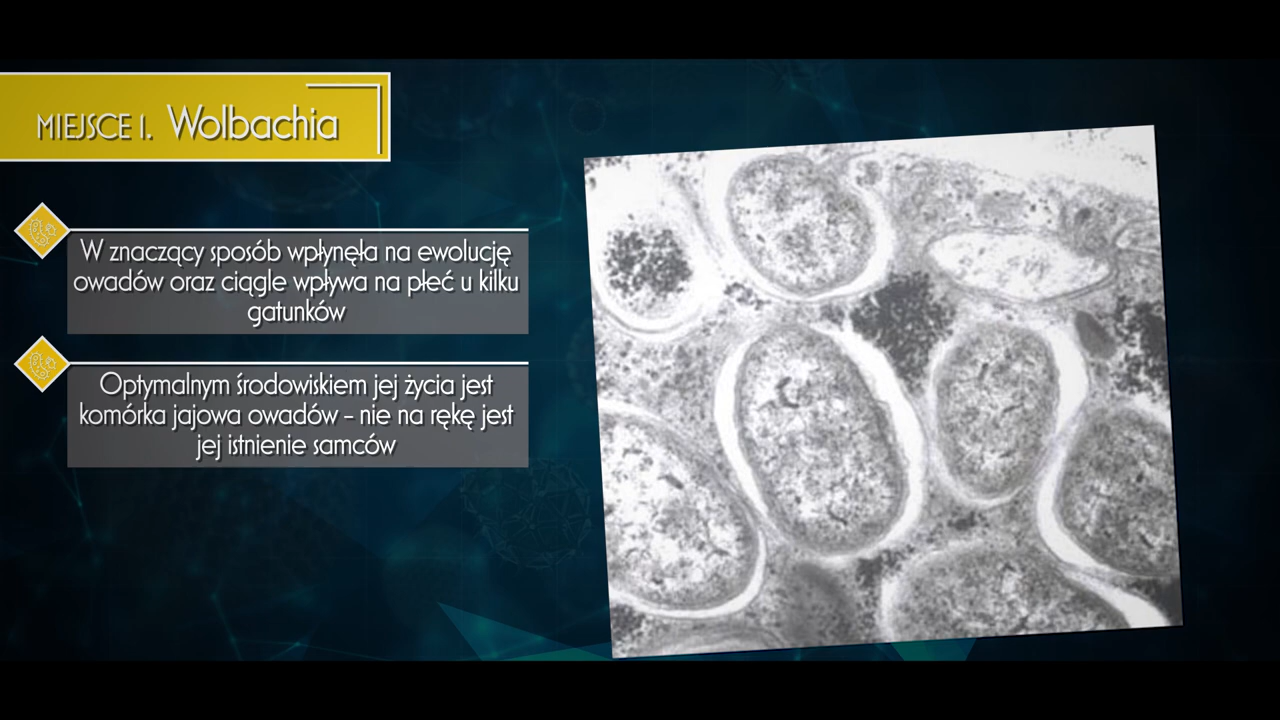 MIEJSCE I. Wolbachia
W znaczący sposób wpłynęła na ewolucję
owadów oraz ciągle wpływa na płeć u kilku
gatunków
Optymalnym środowiskiem jej życia jest
komórka jajowa owadów – nie na rękę jest
jej istnienie samców